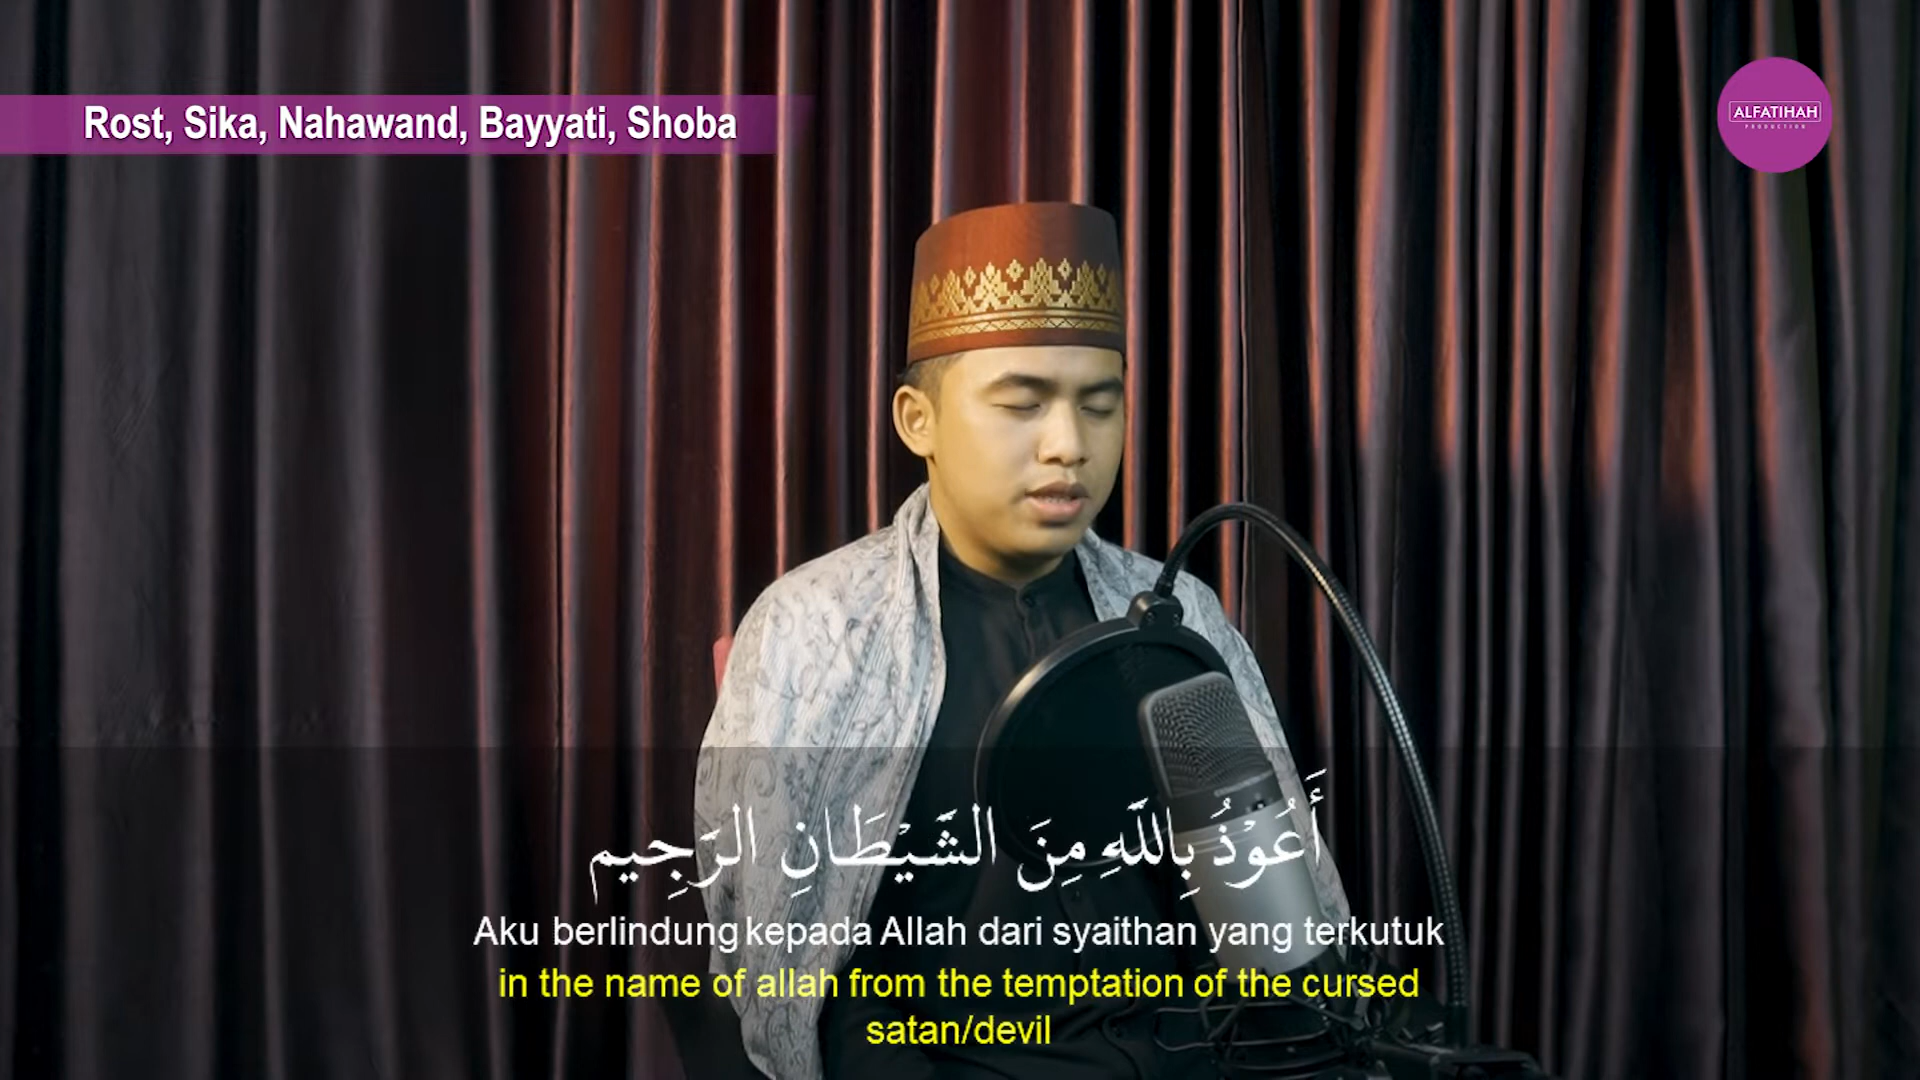 Rost, Sika, Nahawand, Bayyati, Shoba
ALFATIHAH
PRODUCTION
أَعُوْذُ بِاللَّهِ مِنَ الشَّيْطَانِ الرَّجِيم
Aku berlindung kepada Allah dari syaithan yang terkutuk
in the name of allah from the temptation of the cursed
satan/devil